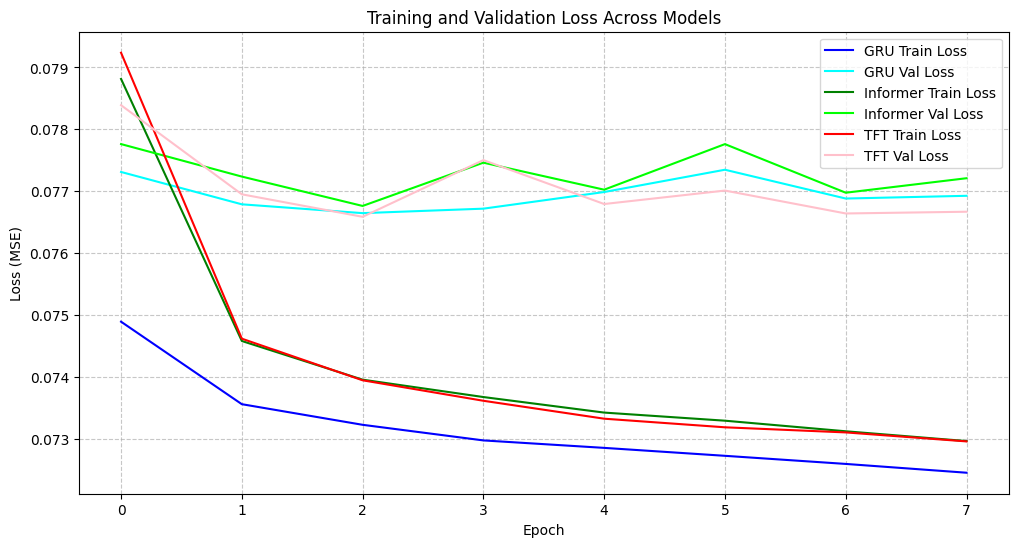 Training and Validation Loss Across Models
GRU Train Loss
GRU Val Loss
Informer Train Loss
Informer Val Loss
TFT Train Loss
TFT Val Loss
Loss (MSE)
0.079
0.078
0.077
0.076
0.075
0.074
0.073
0 1 2 3 4 5 6 7
Epoch